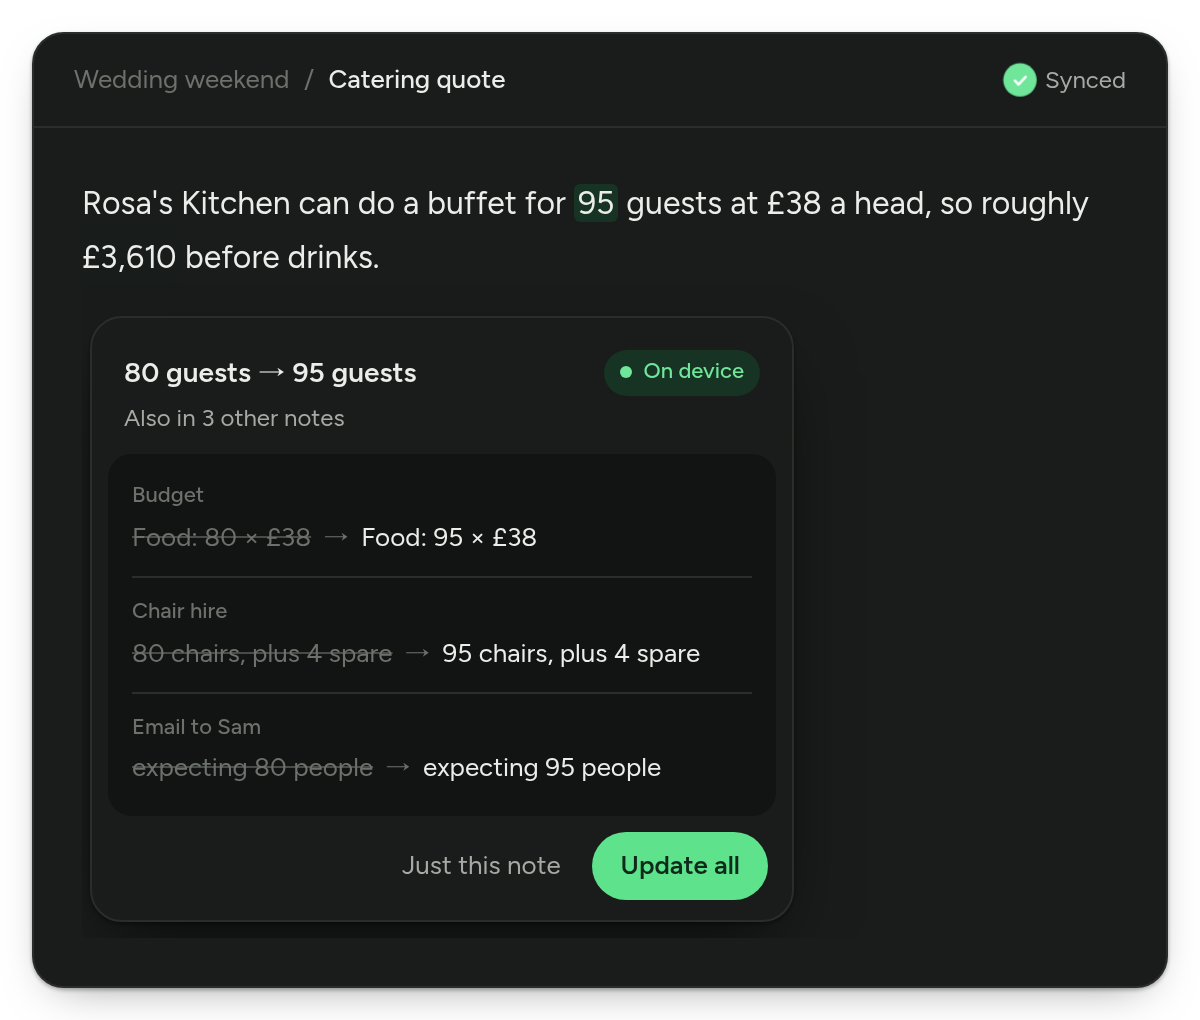 Wedding weekend / Catering quote
Synced
Rosa's Kitchen can do a buffet for 95 guests at £38 a head, so roughly
£3,610 before drinks.
80 guests → 95 guests
On device
Also in 3 other notes
Budget
Food: 80 × £38 → Food: 95 × £38
Chair hire
80 chairs, plus 4 spare → 95 chairs, plus 4 spare
Email to Sam
expecting 80 people → expecting 95 people
Just this note
Update all